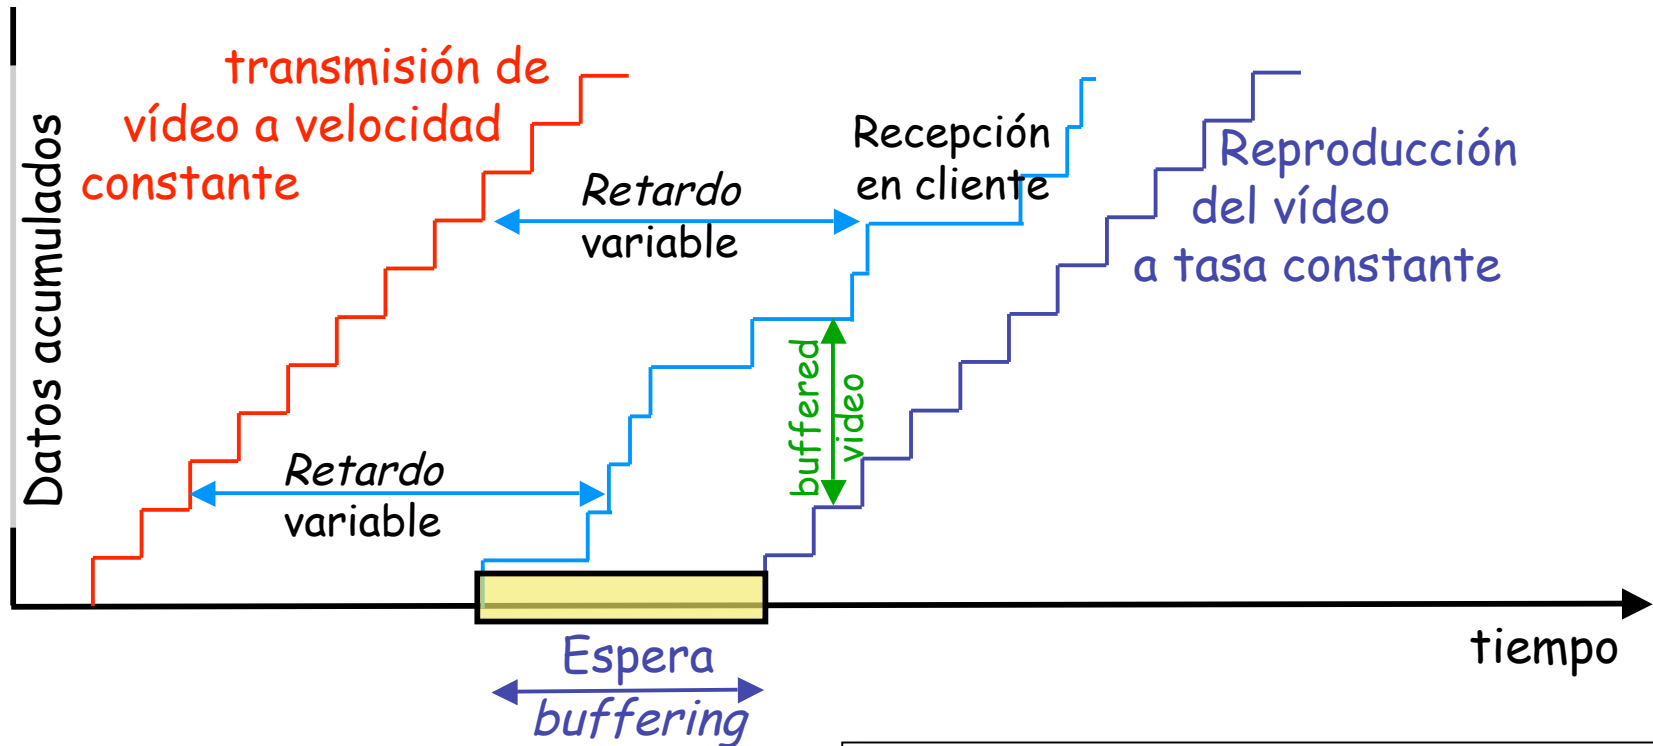 transmisión de
vídeo a velocidad
constante
Datos acumulados
Retardo
variable
Recepción
en cliente
Reproducción
del vídeo
a tasa constante
buffered
video
Retardo
variable
Espera
buffering
tiempo